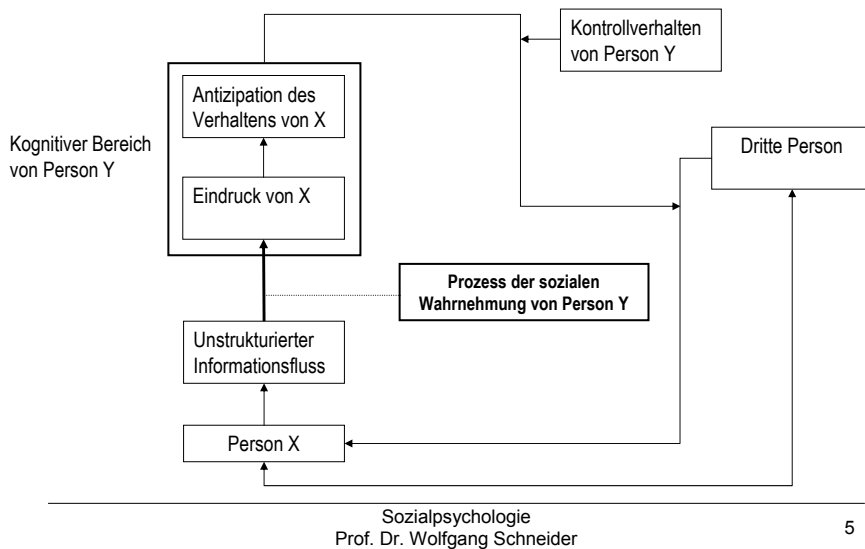 Kontrollverhalten
von Person Y
Antizipation des
Verhaltens von X
Kognitiver Bereich
von Person Y
Dritte Person
Eindruck von X
Prozess der sozialen
Wahrnehmung von Person Y
Unstrukturierter
Informationsfluss
Person X
Sozialpsychologie
Prof. Dr. Wolfgang Schneider
5